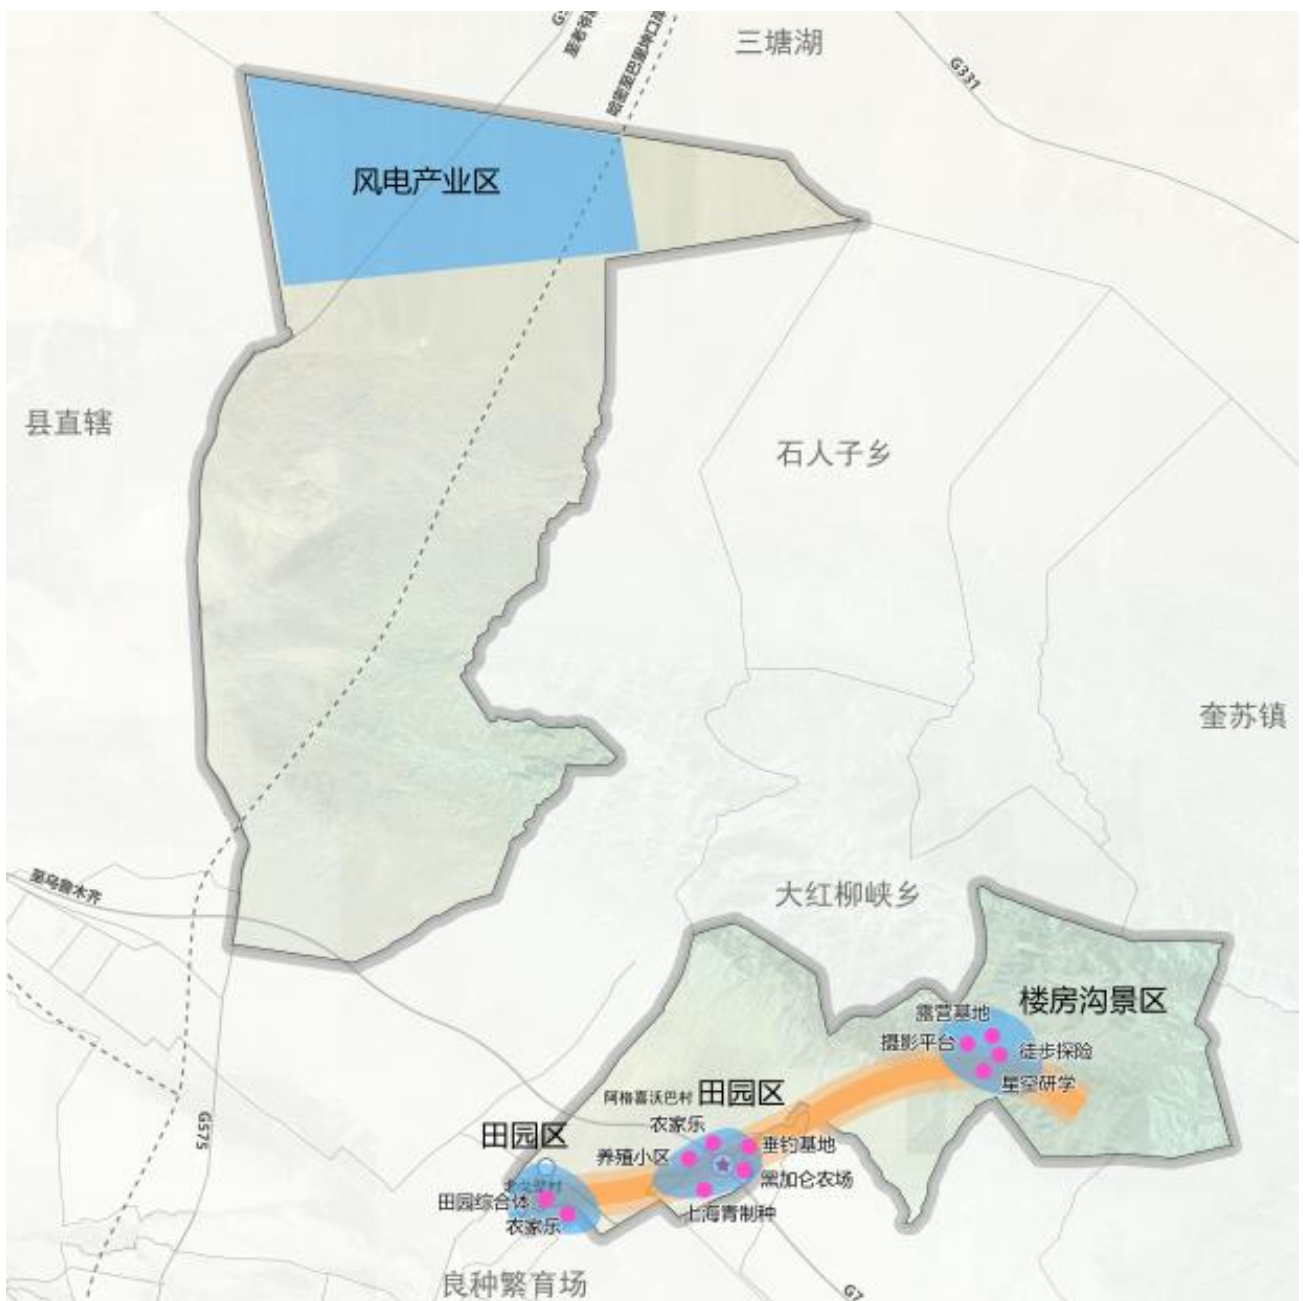 三塘湖
G331
风电产业区
县直辖
石人子乡
奎苏镇
至乌鲁木齐
大红柳峡乡
楼房沟景区
露营基地
摄影平台
徒步探险
星空研学
阿格喜沃巴村
田园区
农家乐
垂钓基地
养殖小区
黑加仑农场
上海青制种
田园区
田园综合体
农家乐
G575
良种繁育场